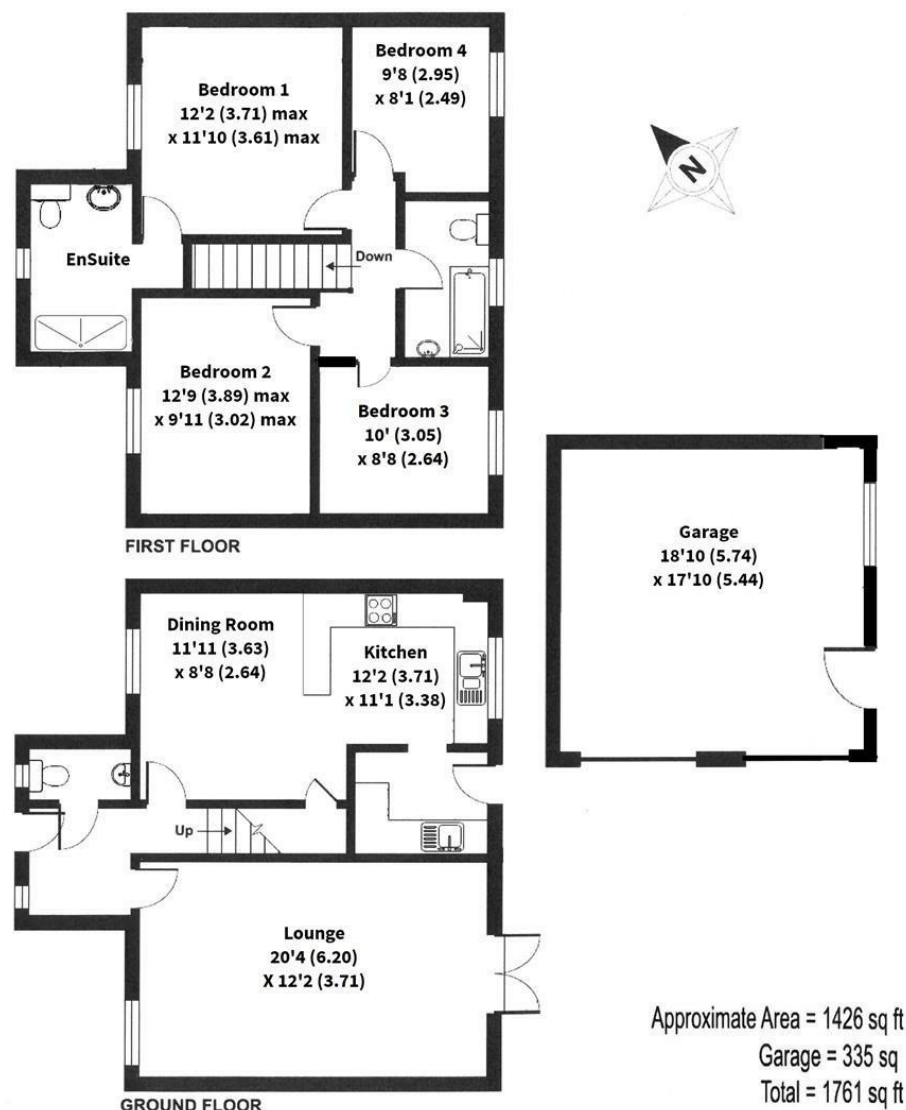 Bedroom 1
12'2 (3.71) max
x 11'10 (3.61) max
Bedroom 4
9'8 (2.95)
x 8'1 (2.49)
N
EnSuite
Down
Bedroom 2
12'9 (3.89) max
x 9'11 (3.02) max
Bedroom 3
10' (3.05)
x 8'8 (2.64)
FIRST FLOOR
Garage
18'10 (5.74)
x 17'10 (5.44)
Dining Room
11'11 (3.63)
x 8'8 (2.64)
Kitchen
12'2 (3.71)
x 11'1 (3.38)
Up
Lounge
20'4 (6.20)
X 12'2 (3.71)
GROUND FLOOR
Approximate Area = 1426 sq ft
Garage = 335 sq
Total = 1761 sq ft